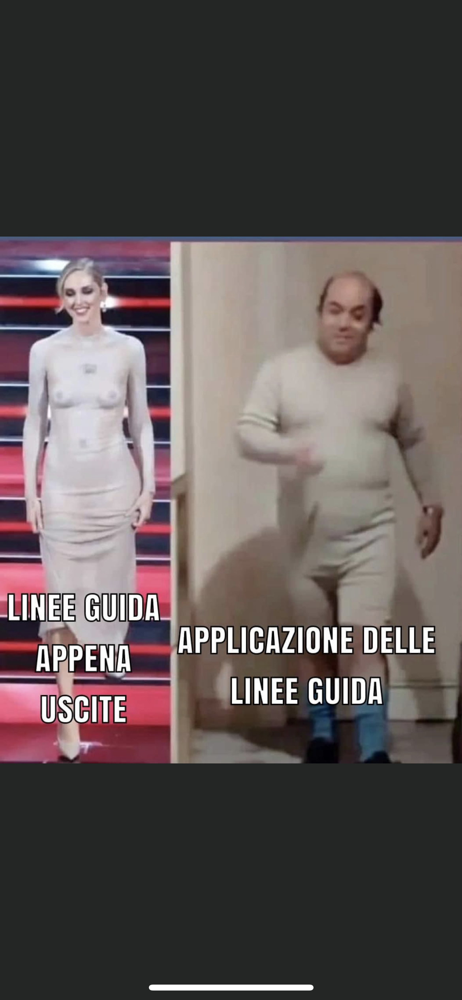 LINEE GUIDA
APPENA
USCITE
APPLICAZIONE DELLE
LINEE GUIDA